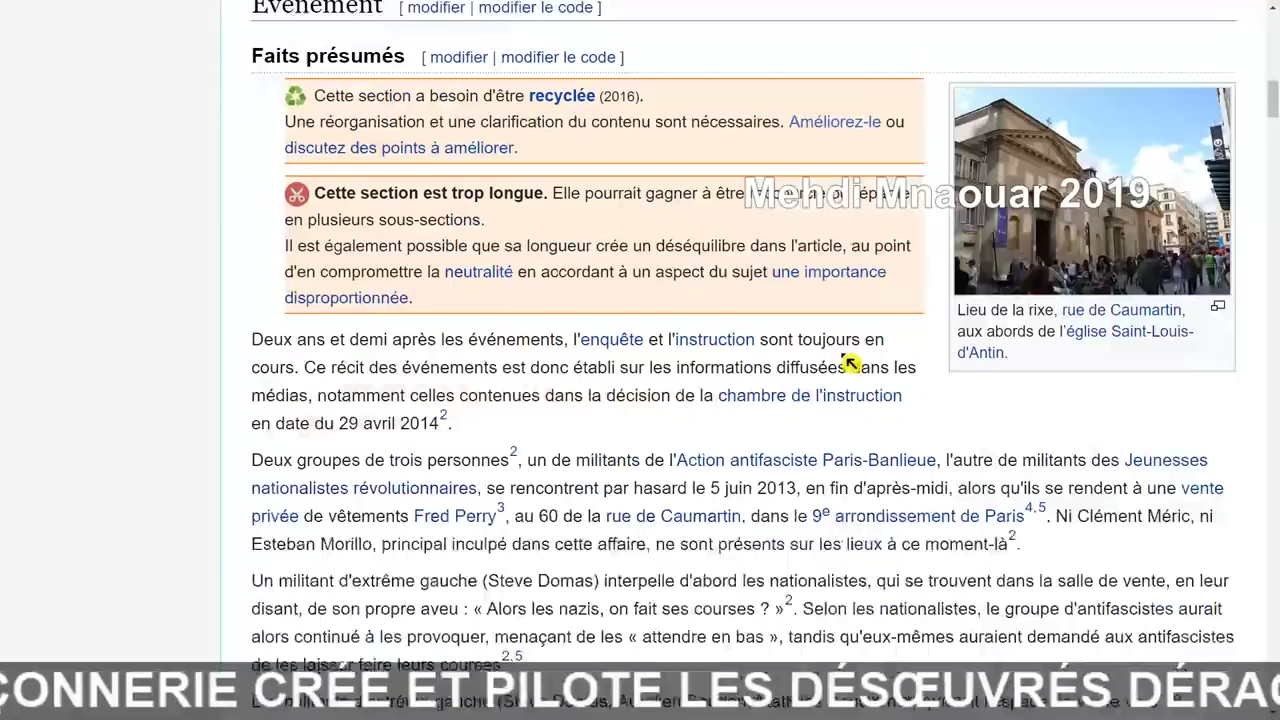 Évènement [ modifier | modifier le code ]
Faits présumés [ modifier | modifier le code ]
Cette section a besoin d'être recyclée (2016).
Une réorganisation et une clarification du contenu sont nécessaires. Améliorez-le ou
discutez des points à améliorer.
Cette section est trop longue. Elle pourrait gagner à être
en plusieurs sous-sections.
Il est également possible que sa longueur crée un déséquilibre dans l'article, au point
d'en compromettre la neutralité en accordant à un aspect du sujet une importance
disproportionnée.
Mehdi Mnaouar 2019
Lieu de la rixe, rue de Caumartin,
aux abords de l'église Saint-Louis-
d'Antin.
Deux ans et demi après les événements, l'enquête et l'instruction sont toujours en
cours. Ce récit des événements est donc établi sur les informations diffusées dans les
médias, notamment celles contenues dans la décision de la chambre de l'instruction
en date du 29 avril 2014².
Deux groupes de trois personnes², un de militants de l'Action antifasciste Paris-Banlieue, l'autre de militants des Jeunesses
nationalistes révolutionnaires, se rencontrent par hasard le 5 juin 2013, en fin d'après-midi, alors qu'ils se rendent à une vente
privée de vêtements Fred Perry³, au 60 de la rue de Caumartin, dans le 9ᵉ arrondissement de Paris⁴,⁵. Ni Clément Méric, ni
Esteban Morillo, principal inculpé dans cette affaire, ne sont présents sur les lieux à ce moment-là².
Un militant d'extrême gauche (Steve Domas) interpelle d'abord les nationalistes, qui se trouvent dans la salle de vente, en leur
disant, de son propre aveu : « Alors les nazis, on fait ses courses ? »². Selon les nationalistes, le groupe d'antifascistes aurait
alors continué à les provoquer, menaçant de les « attendre en bas », tandis qu'eux-mêmes auraient demandé aux antifascistes
de les laisser faire leurs courses²,⁵
ÇONNERIE CRÉE ET PILOTE LES DÉSŒUVRÉS DÉRAC